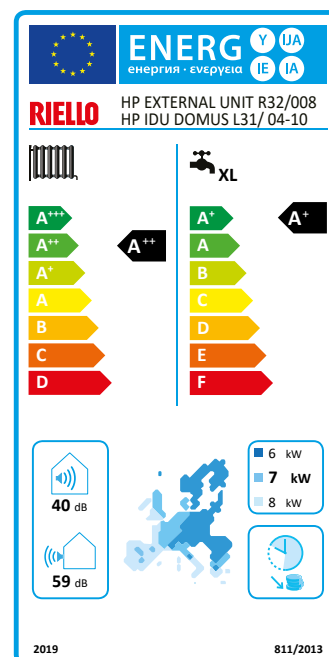 ENERG Y IJA
енергия · ενεργεια IE IA
RIELLO
HP EXTERNAL UNIT R32/008
HP IDU DOMUS L31/ 04-10
XL
A+++
A++
A+
A
B
C
D
A++
A+
A
B
C
D
E
F
A+
40 dB
59 dB
6 kW
7 kW
8 kW
2019
811/2013